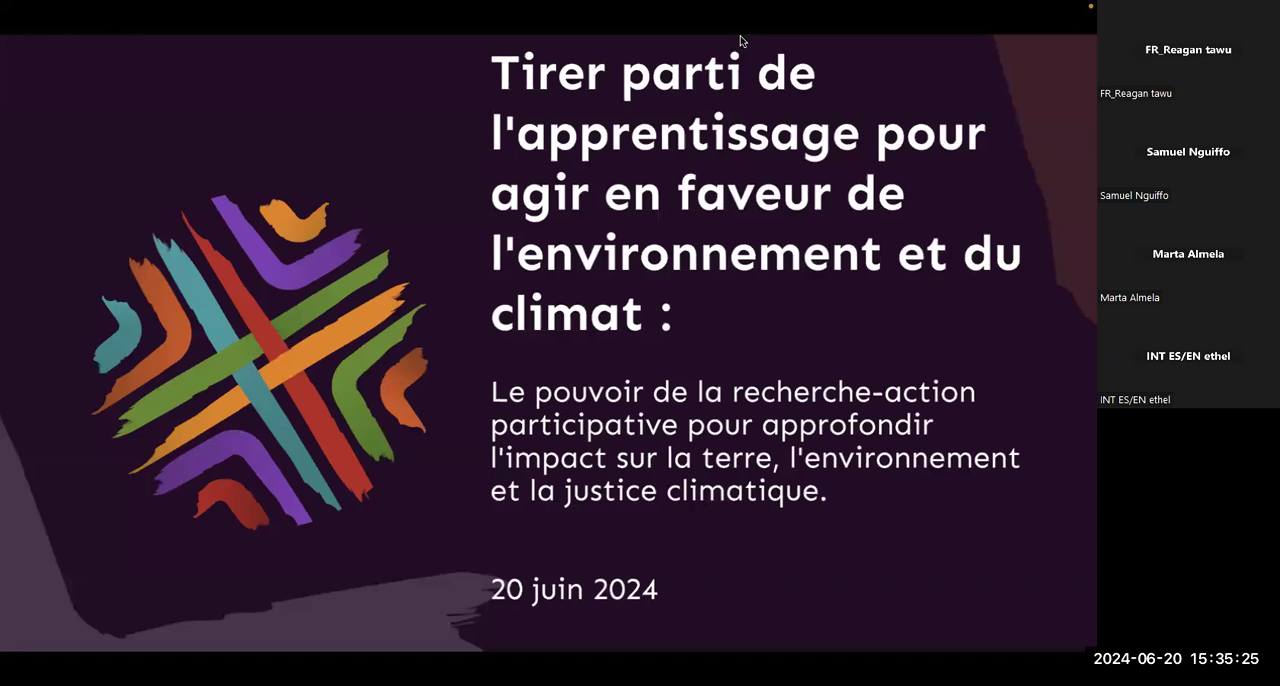 Tirer parti de
l'apprentissage pour
agir en faveur de
l'environnement et du
climat :
Le pouvoir de la recherche-action
participative pour approfondir
l'impact sur la terre, l'environnement
et la justice climatique.
20 juin 2024
FR_Reagan tawu
FR_Reagan tawu
Samuel Nguiffo
Samuel Nguiffo
Marta Almela
Marta Almela
INT ES/EN ethel
INT ES/EN ethel
2024-06-20 15:35:25